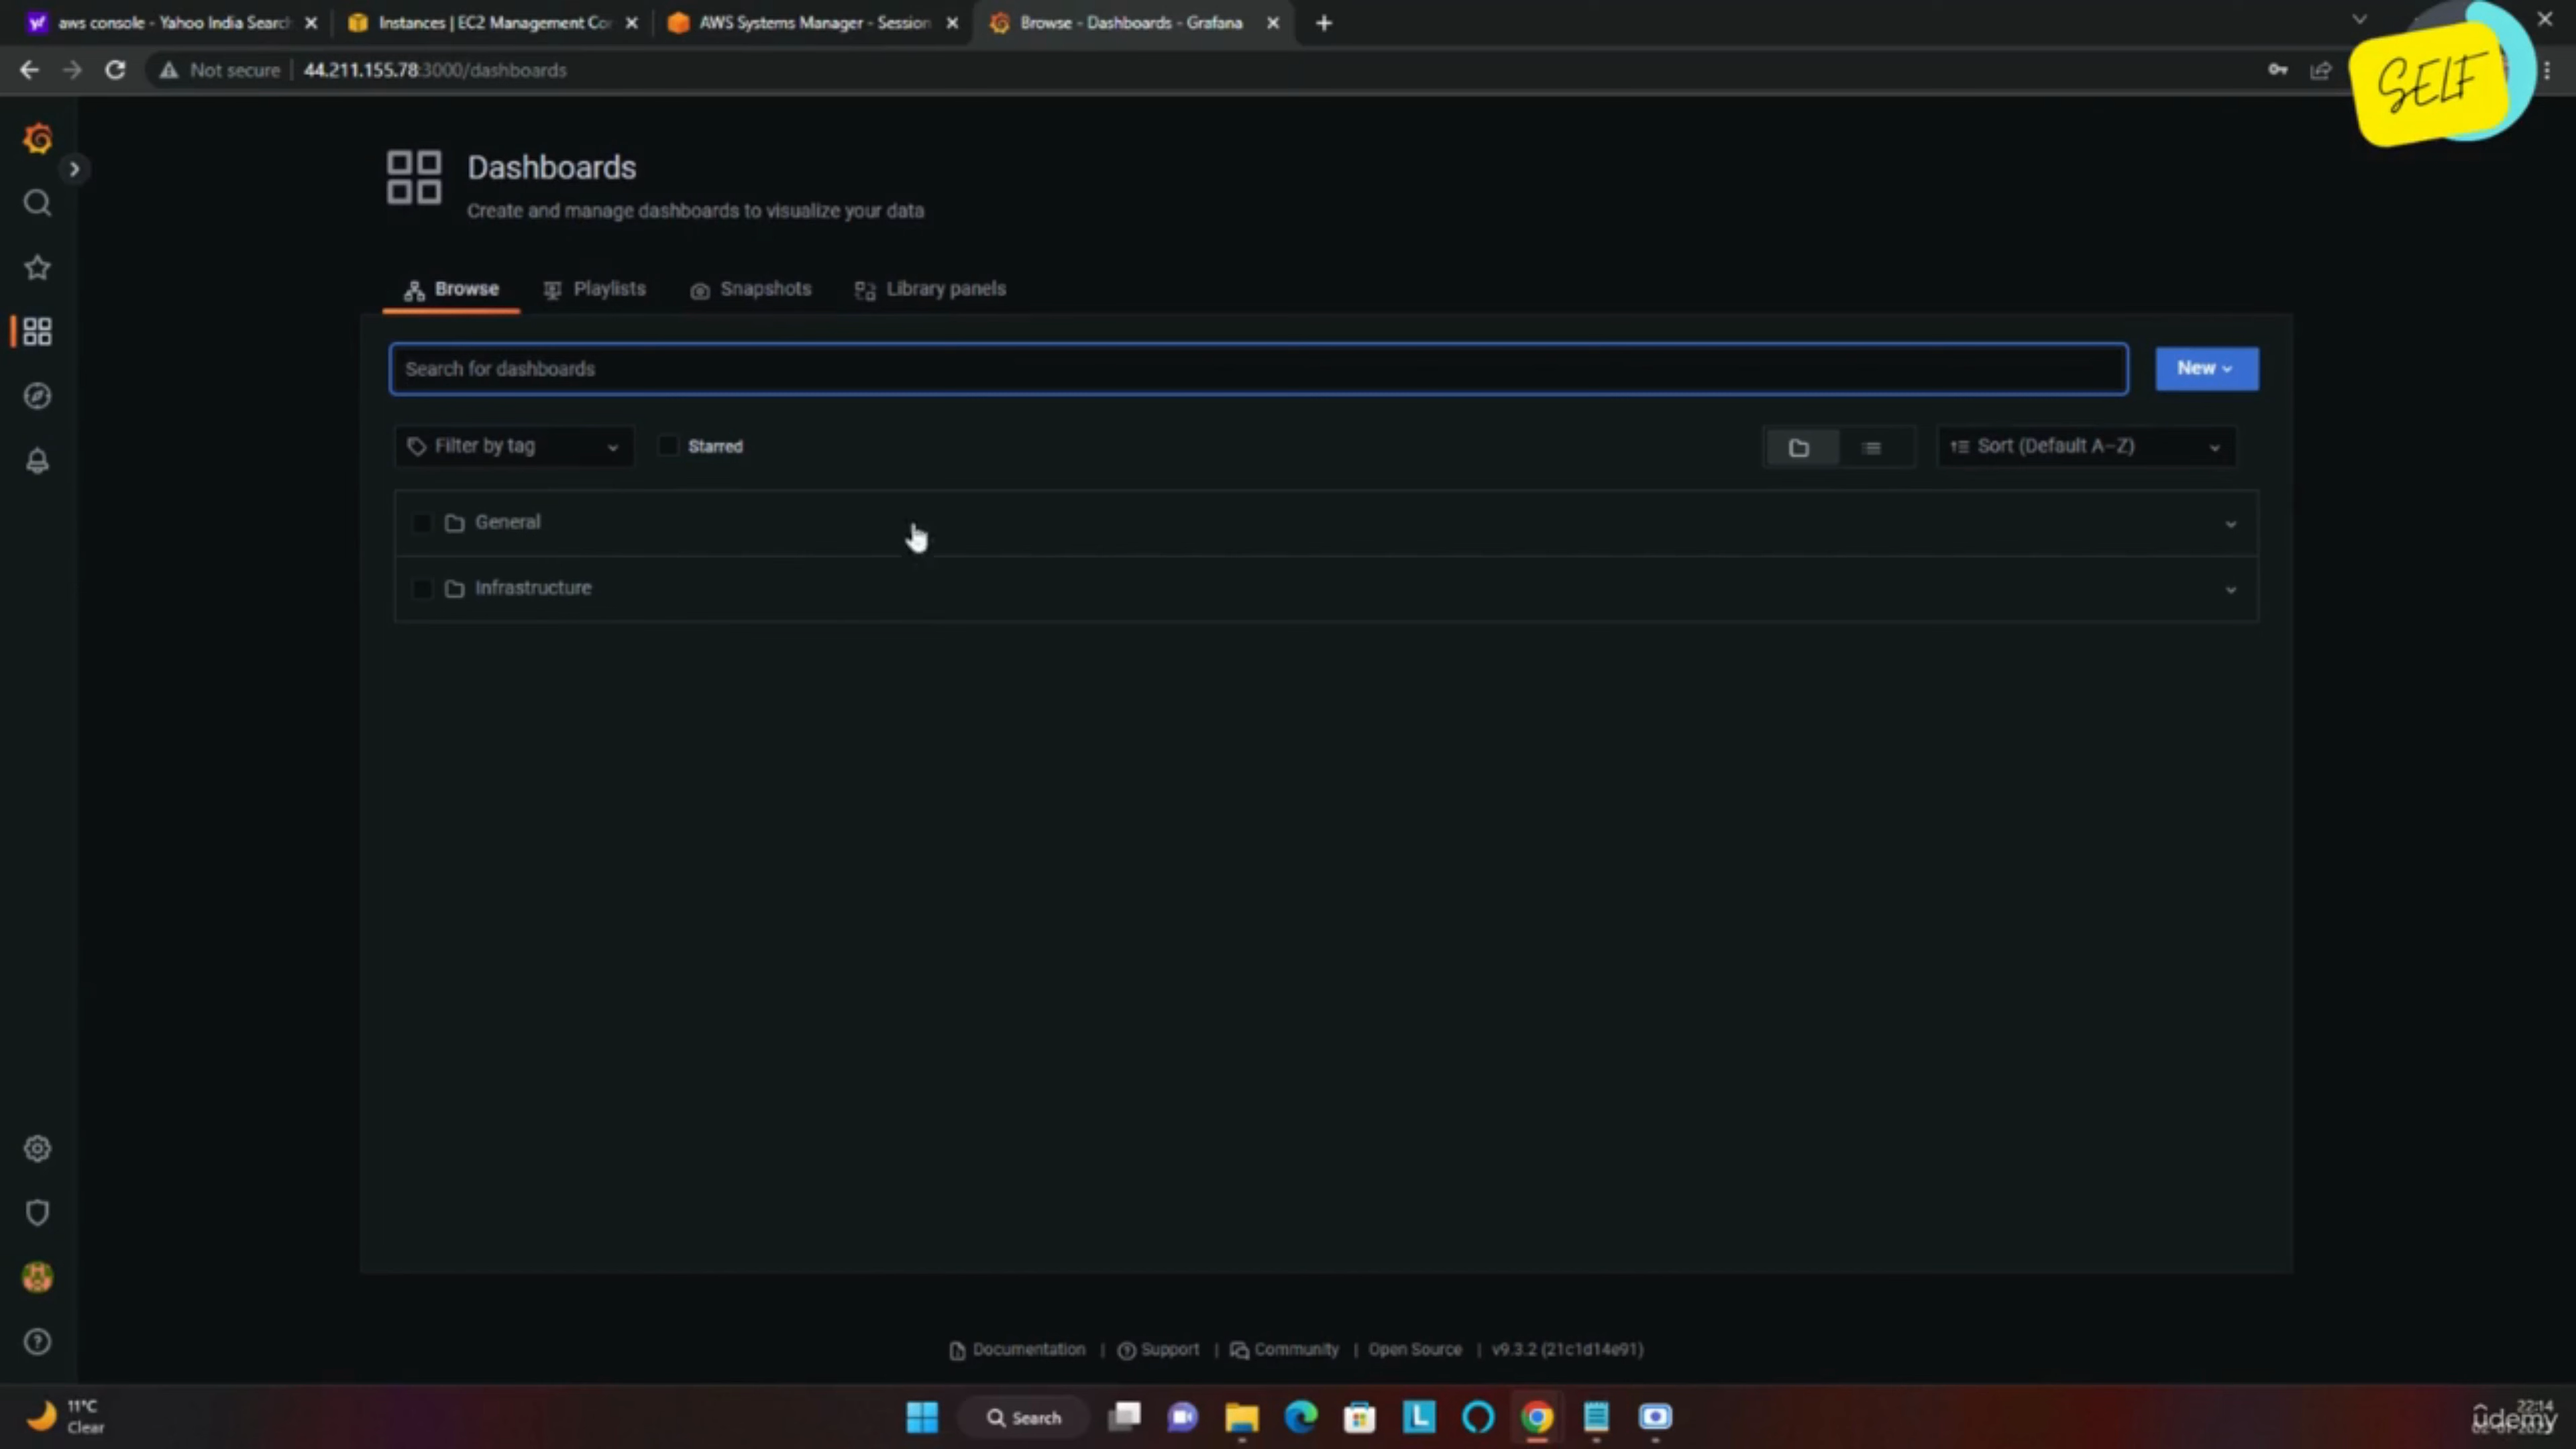 aws console - Yahoo India Search
Instances | EC2 Management Con
AWS Systems Manager - Session
Browse - Dashboards - Grafana
SELF
Not secure | 44.211.155.78:3000/dashboards
Dashboards
Create and manage dashboards to visualize your data
Browse Playlists Snapshots Library panels
Search for dashboards
New
Filter by tag Starred Sort (Default A–Z)
General
Infrastructure
Documentation | Support | Community | Open Source | v9.3.2 (21c1d14e91)
11°C
Clear
Search
22:14
udemy